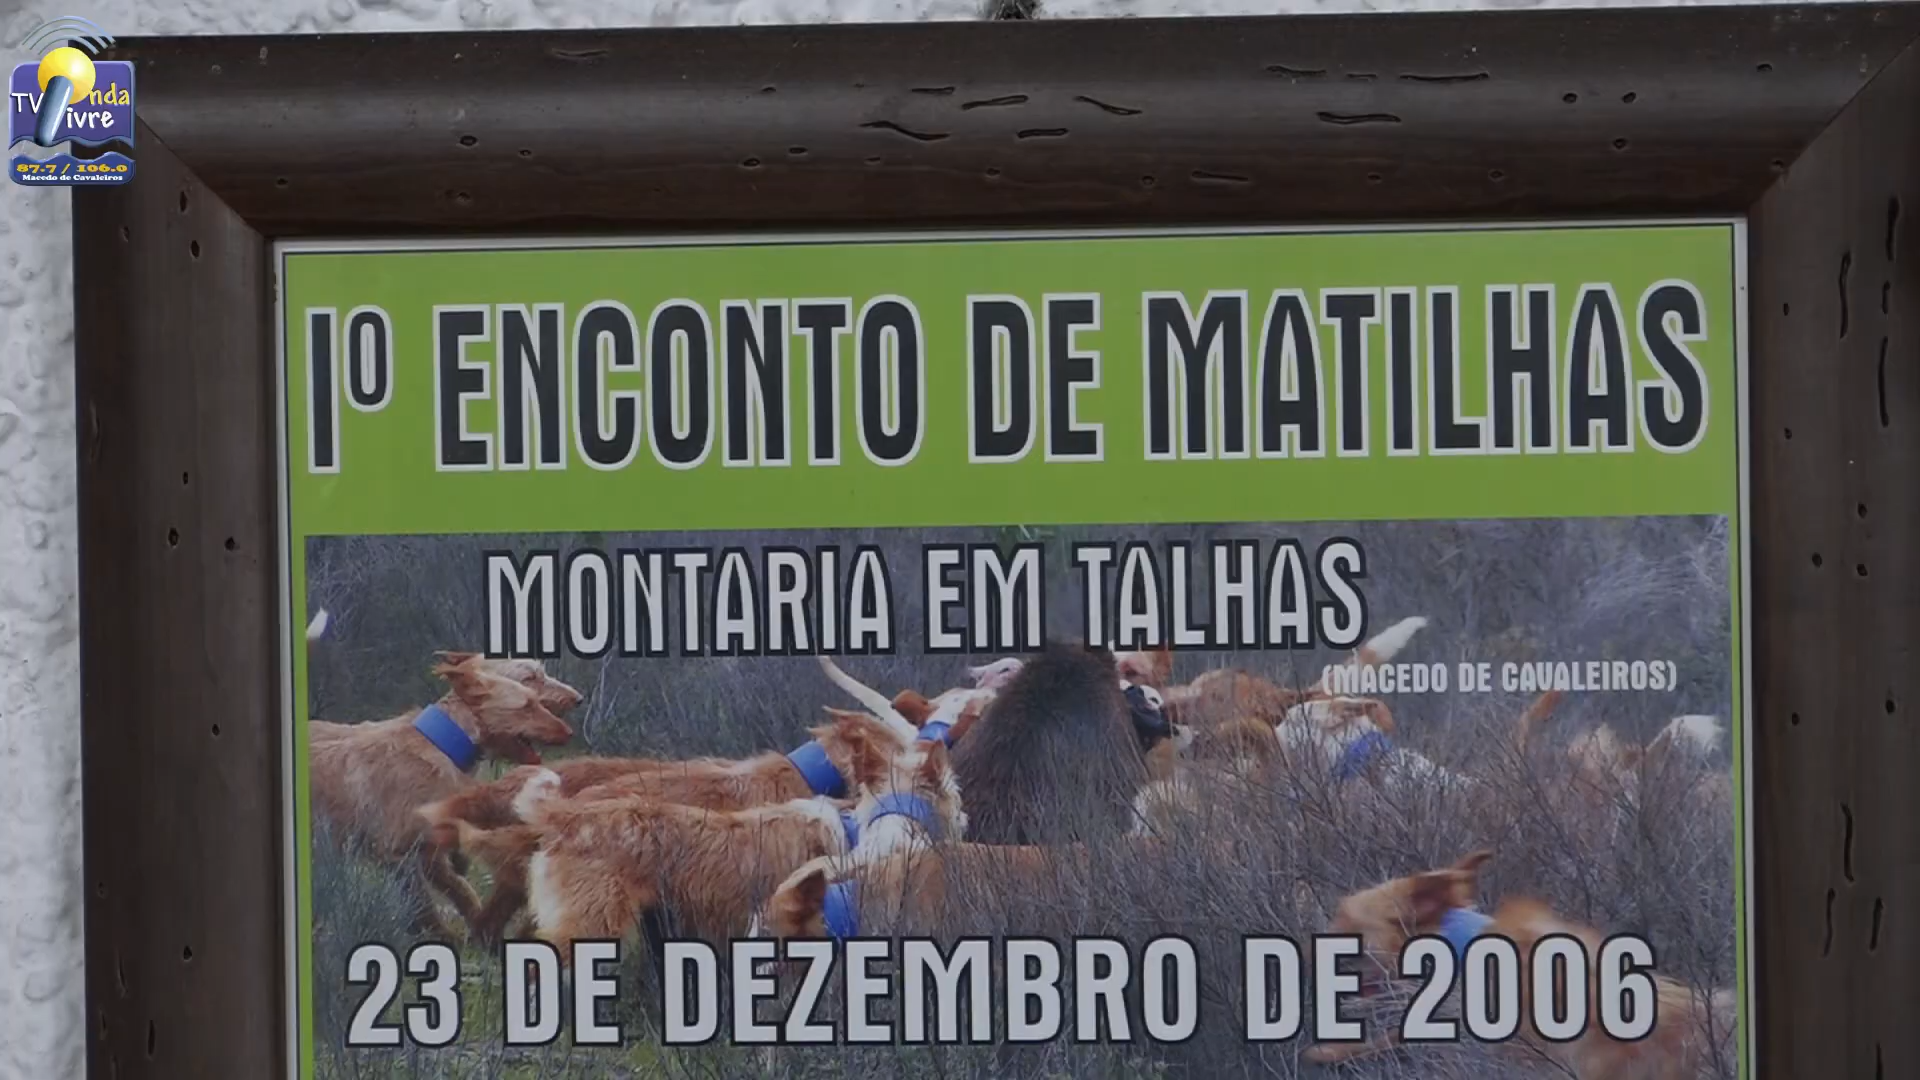 TV Onda
Livre
87.7 / 106.0
Macedo de Cavaleiros
Iº ENCONTO DE MATILHAS
MONTARIA EM TALHAS
(MACEDO DE CAVALEIROS)
23 DE DEZEMBRO DE 2006